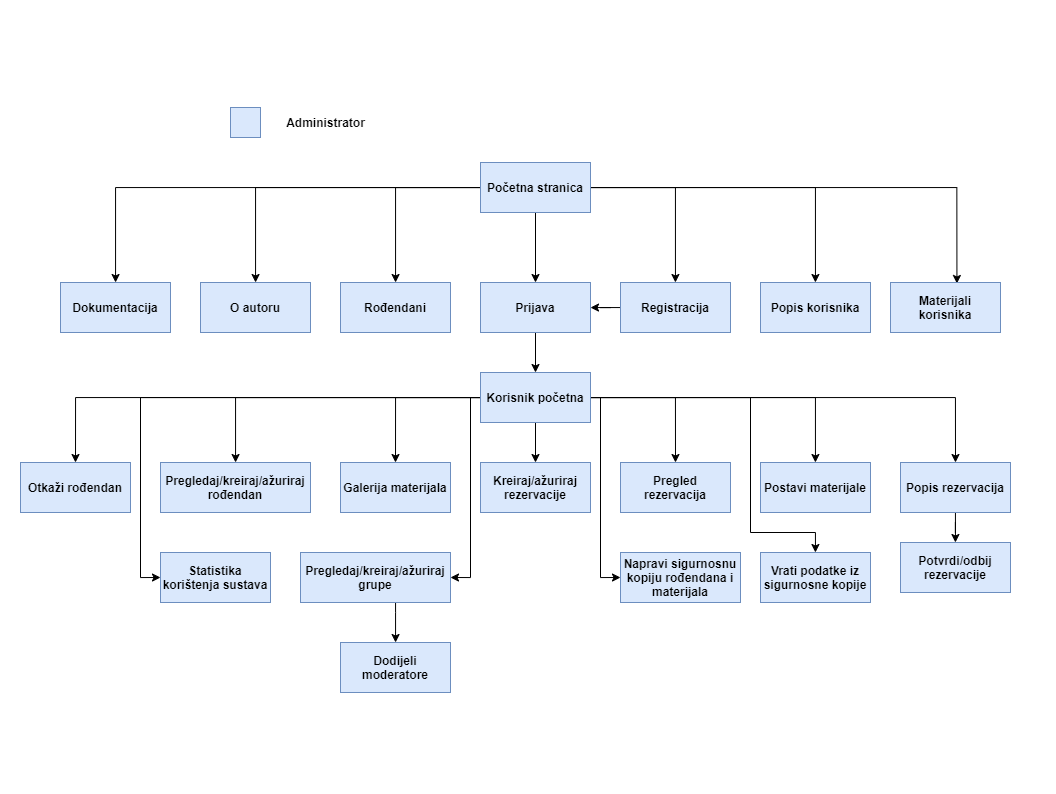 Administrator
Početna stranica
Dokumentacija
O autoru
Rođendani
Prijava
Registracija
Popis korisnika
Materijali
korisnika
Korisnik početna
Otkaži rođendan
Pregledaj/kreiraj/ažuriraj
rođendan
Galerija materijala
Kreiraj/ažuriraj
rezervacije
Pregled
rezervacija
Postavi materijale
Popis rezervacija
Statistika
korištenja sustava
Pregledaj/kreiraj/ažuriraj
grupe
Napravi sigurnosnu
kopiju rođendana i
materijala
Vrati podatke iz
sigurnosne kopije
Potvrdi/odbij
rezervacije
Dodijeli
moderatore